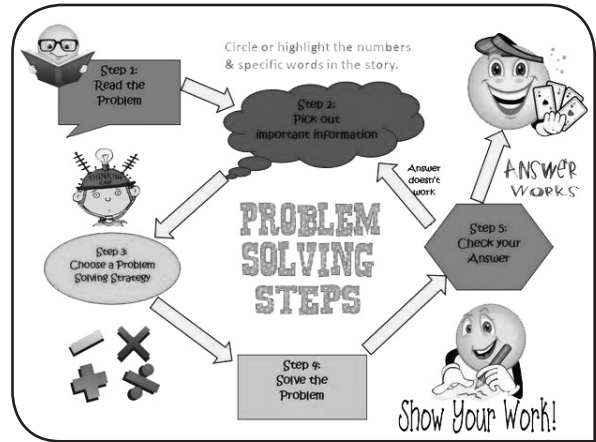 Circle or highlight the numbers
& specific words in the story.
Step 1:
Read the
Problem
Step 2:
Pick out
important information
THINKING
CAP
Answer
doesn't
work
ANSWER
WORKS
PROBLEM
SOLVING
STEPS
Step 3:
Choose a Problem
Solving Strategy
Step 5:
Check your
Answer
Step 4:
Solve the
Problem
Show Your Work!